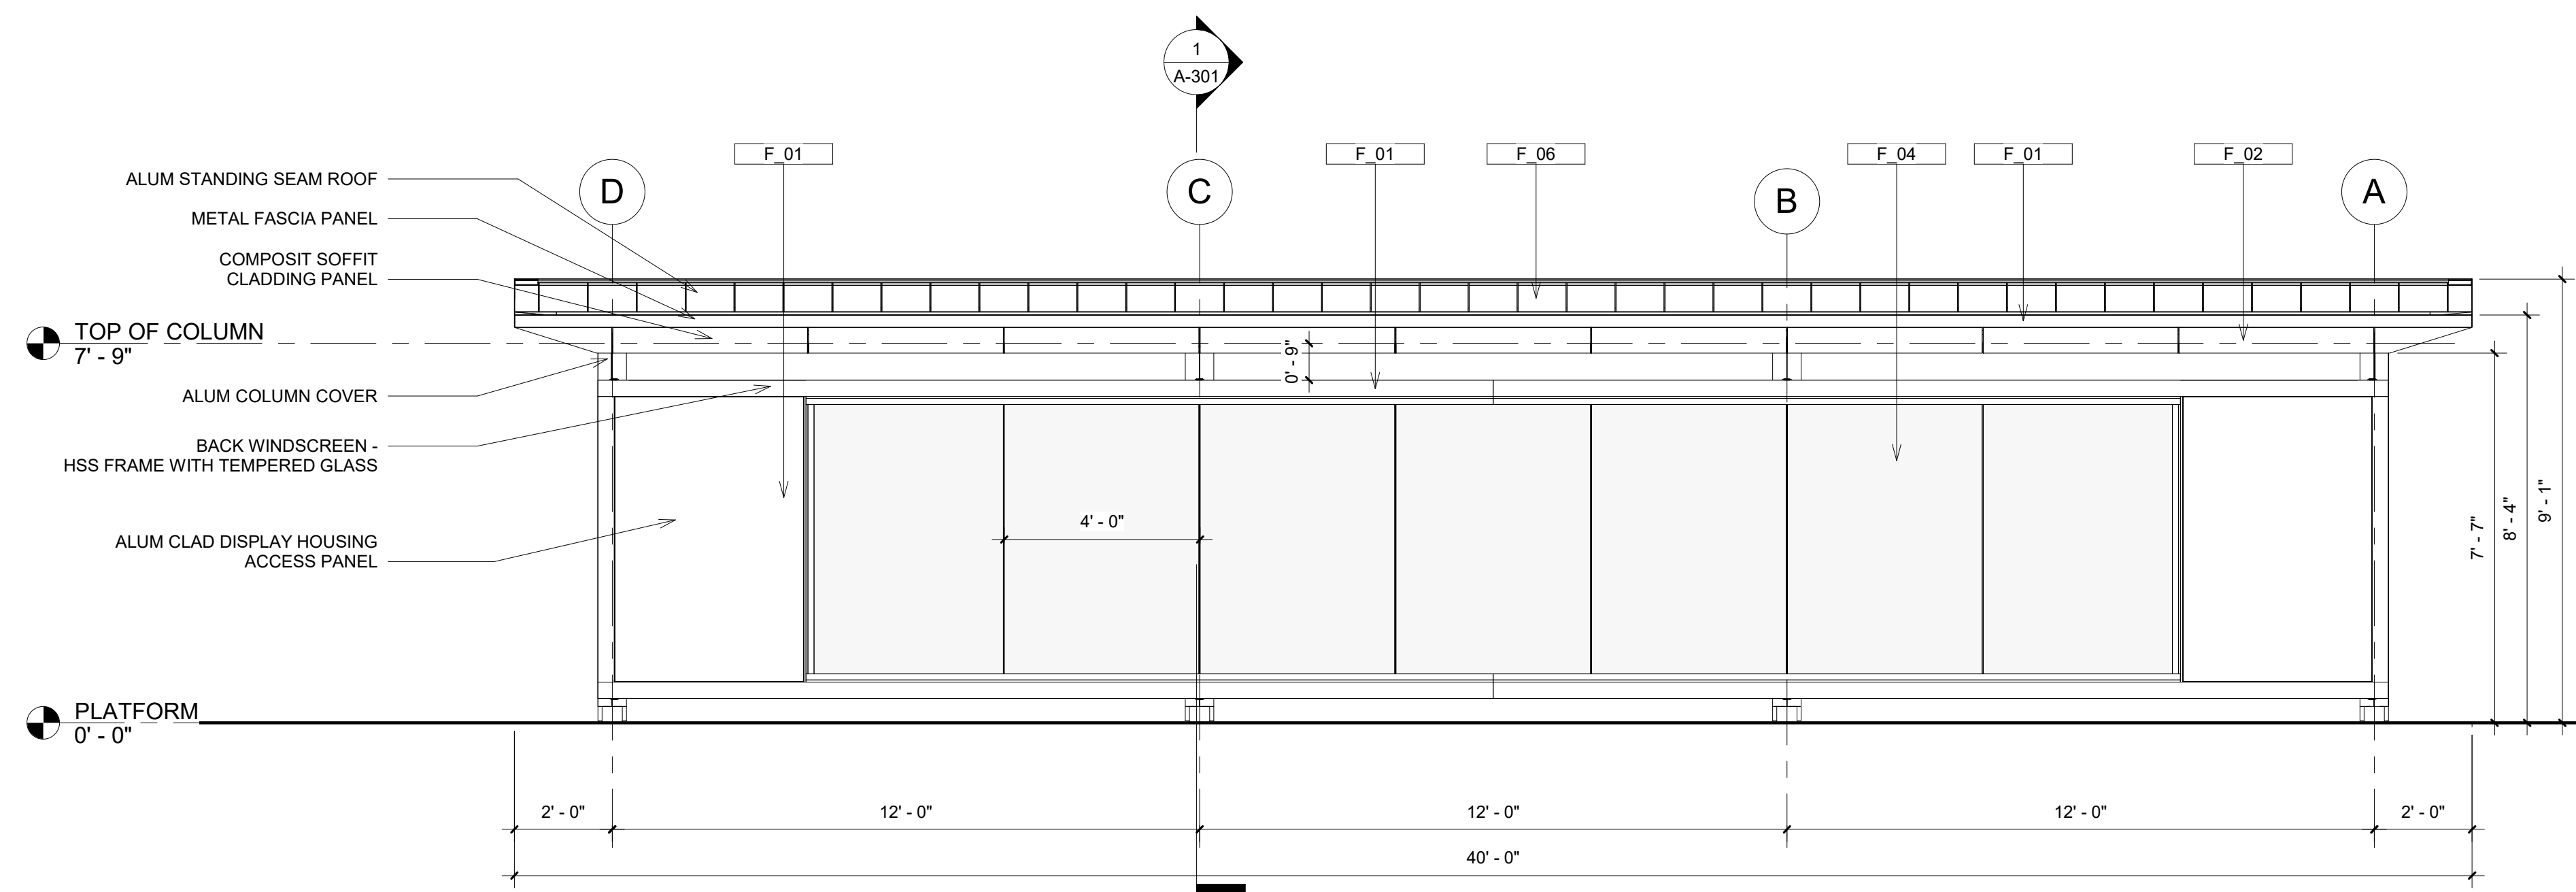 1
A-301
F_01
F_01
F_06
F_04
F_01
F_02
D
C
B
A
ALUM STANDING SEAM ROOF
METAL FASCIA PANEL
COMPOSIT SOFFIT
CLADDING PANEL
TOP OF COLUMN
7' - 9"
ALUM COLUMN COVER
BACK WINDSCREEN -
HSS FRAME WITH TEMPERED GLASS
ALUM CLAD DISPLAY HOUSING
ACCESS PANEL
0' - 9"
4' - 0"
7' - 7"
8' - 4"
9' - 1"
PLATFORM
0' - 0"
2' - 0"
12' - 0"
12' - 0"
12' - 0"
2' - 0"
40' - 0"